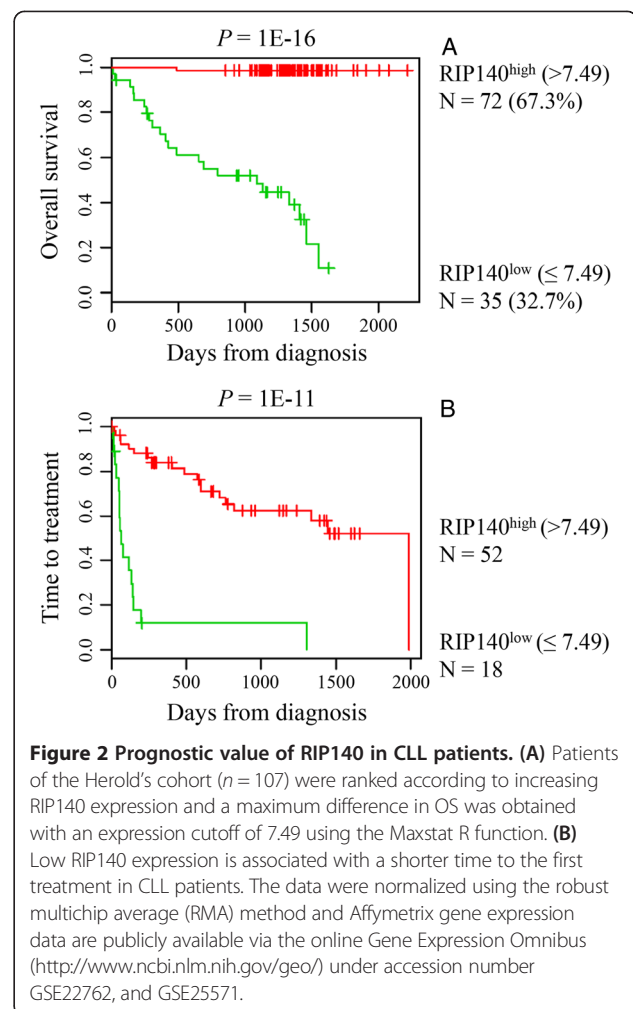 P = 1E-16
A
Overall survival
1.0
0.8
0.6
0.4
0.2
0.0
0 500 1000 1500 2000
Days from diagnosis
RIP140high (>7.49)
N = 72 (67.3%)
RIP140low (≤ 7.49)
N = 35 (32.7%)
P = 1E-11
B
Time to treatment
1.0
0.8
0.6
0.4
0.2
0.0
0 500 1000 1500 2000
Days from diagnosis
RIP140high (>7.49)
N = 52
RIP140low (≤ 7.49)
N = 18
Figure 2 Prognostic value of RIP140 in CLL patients. (A) Patients
of the Herold's cohort (n = 107) were ranked according to increasing
RIP140 expression and a maximum difference in OS was obtained
with an expression cutoff of 7.49 using the Maxstat R function. (B)
Low RIP140 expression is associated with a shorter time to the first
treatment in CLL patients. The data were normalized using the robust
multichip average (RMA) method and Affymetrix gene expression
data are publicly available via the online Gene Expression Omnibus
(http://www.ncbi.nlm.nih.gov/geo/) under accession number
GSE22762, and GSE25571.